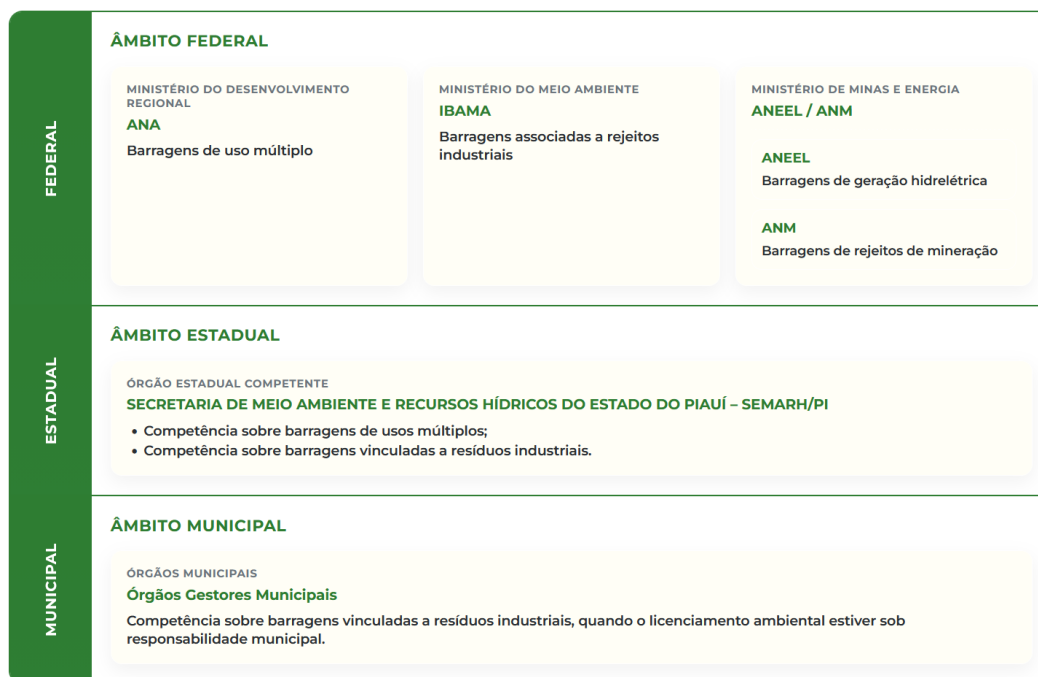 FEDERAL
ÂMBITO FEDERAL
MINISTÉRIO DO DESENVOLVIMENTO
REGIONAL
ANA
Barragens de uso múltiplo
MINISTÉRIO DO MEIO AMBIENTE
IBAMA
Barragens associadas a rejeitos
industriais
MINISTÉRIO DE MINAS E ENERGIA
ANEEL / ANM
ANEEL
Barragens de geração hidrelétrica
ANM
Barragens de rejeitos de mineração
ESTADUAL
ÂMBITO ESTADUAL
ÓRGÃO ESTADUAL COMPETENTE
SECRETARIA DE MEIO AMBIENTE E RECURSOS HÍDRICOS DO ESTADO DO PIAUÍ – SEMARH/PI
• Competência sobre barragens de usos múltiplos;
• Competência sobre barragens vinculadas a resíduos industriais.
MUNICIPAL
ÂMBITO MUNICIPAL
ÓRGÃOS MUNICIPAIS
Órgãos Gestores Municipais
Competência sobre barragens vinculadas a resíduos industriais, quando o licenciamento ambiental estiver sob
responsabilidade municipal.